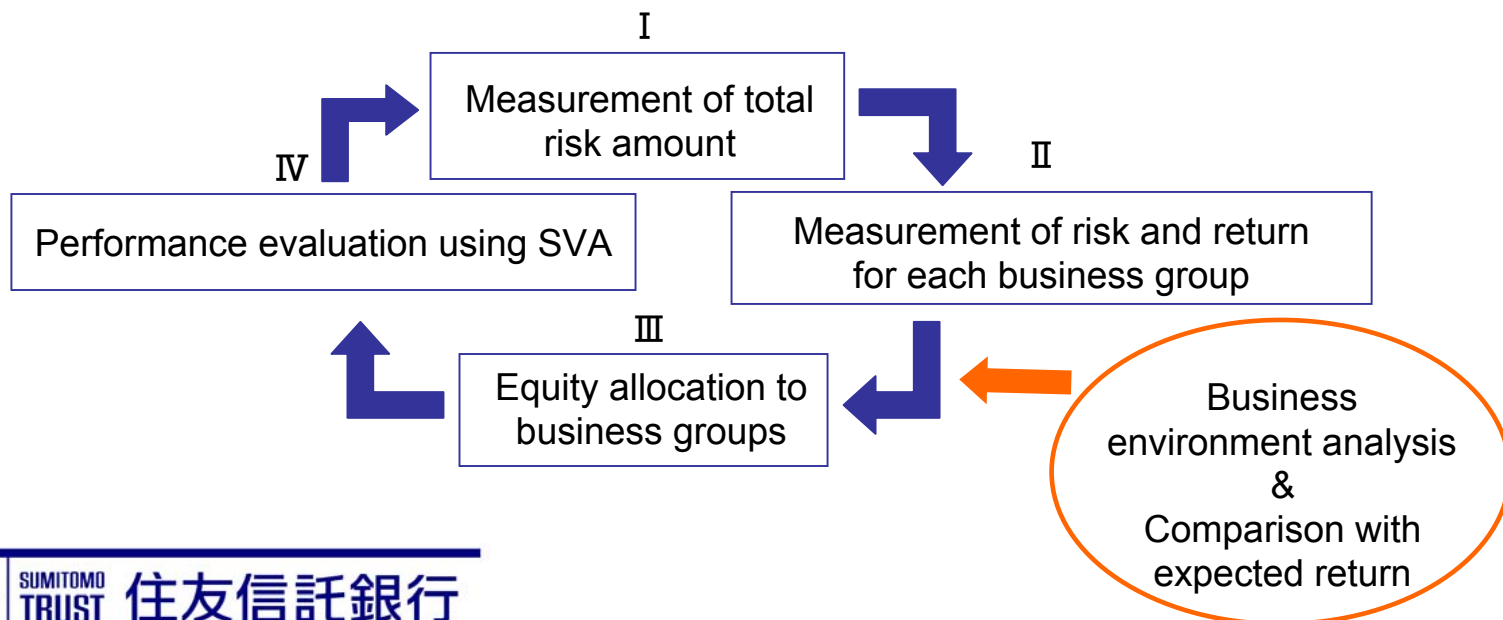 Ⅰ
Measurement of total
risk amount
Ⅱ
Measurement of risk and return
for each business group
Ⅲ
Equity allocation to
business groups
Ⅳ
Performance evaluation using SVA
Business
environment analysis
&
Comparison with
expected return
SUMITOMO
TRUST 住友信託銀行